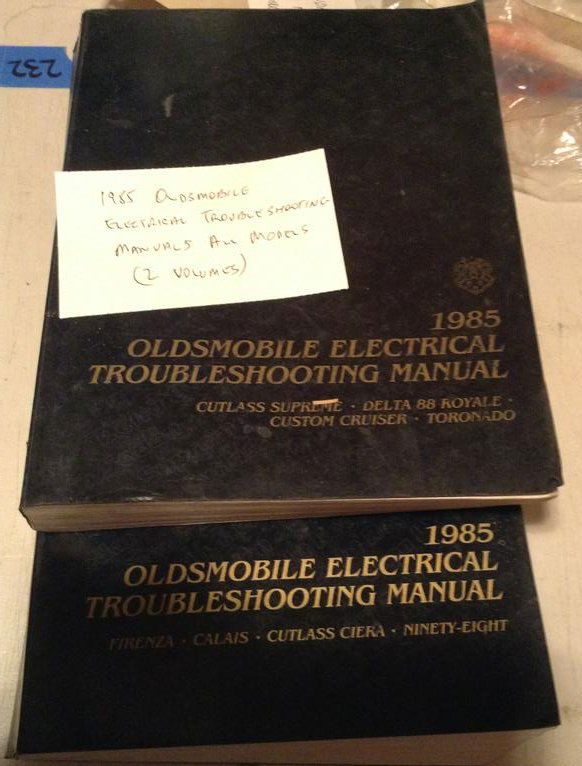 232
1985 OLDSMOBILE
ELECTRICAL TROUBLESHOOTING
MANUALS ALL MODELS
(2 VOLUMES)
1985
OLDSMOBILE ELECTRICAL
TROUBLESHOOTING MANUAL
CUTLASS SUPREME · DELTA 88 ROYALE ·
CUSTOM CRUISER · TORONADO
1985
OLDSMOBILE ELECTRICAL
TROUBLESHOOTING MANUAL
FIRENZA · CALAIS · CUTLASS CIERA · NINETY-EIGHT